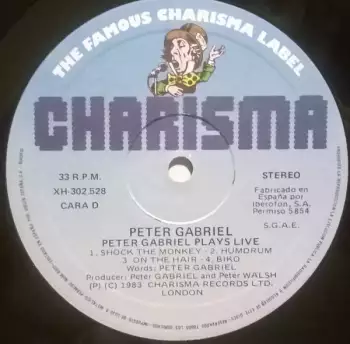 THE FAMOUS CHARISMA LABEL
CHARISMA
33 R.P.M.
XH-302.528
CARA D
STEREO
Fabricado en
España por
Iberofón, S.A.
Permiso 5854
S.G.A.E.
PETER GABRIEL
PETER GABRIEL PLAYS LIVE
1. SHOCK THE MONKEY - 2. HUMDRUM
3. ON THE HAIR - 4. BIKO
Words: PETER GABRIEL
Producer: Peter GABRIEL and Peter WALSH
(P) (C) 1983 CHARISMA RECORDS LTD.
LONDON